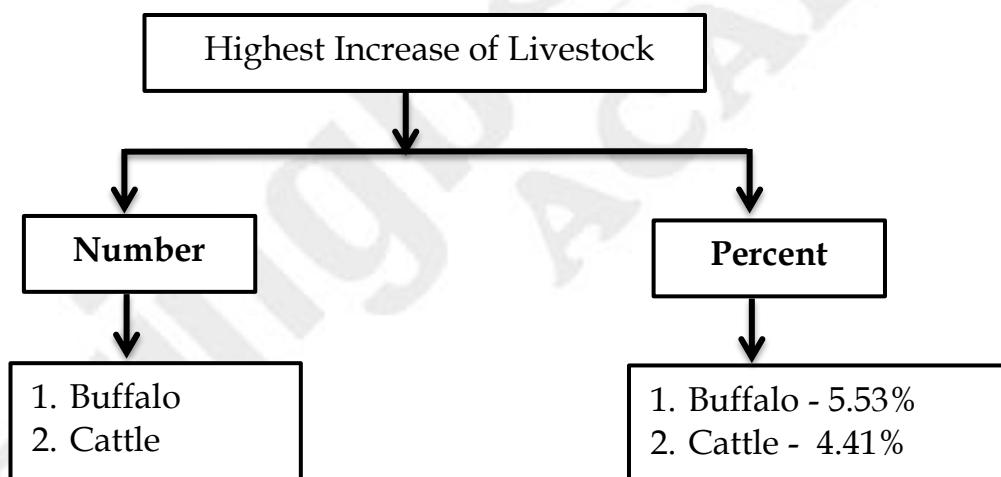 Highest Increase of Livestock
Number
Percent
1. Buffalo
2. Cattle
1. Buffalo - 5.53%
2. Cattle - 4.41%